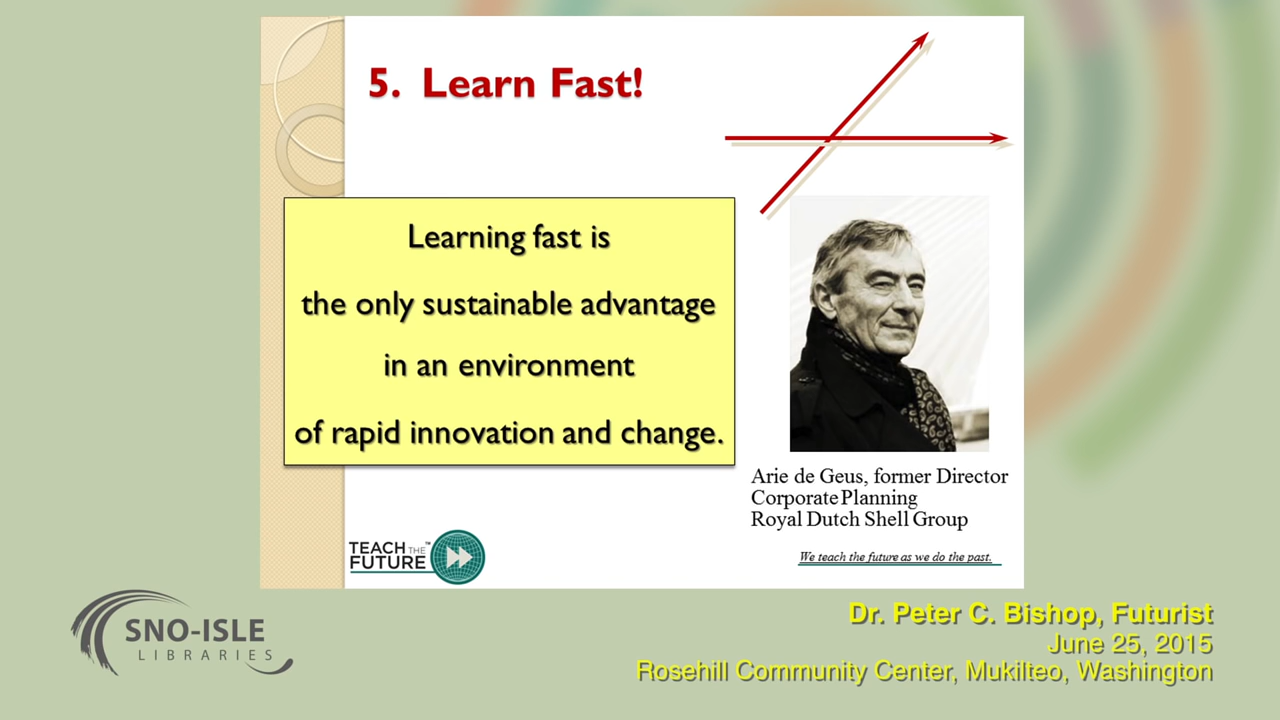 5. Learn Fast!
Learning fast is
the only sustainable advantage
in an environment
of rapid innovation and change.
Arie de Geus, former Director
Corporate Planning
Royal Dutch Shell Group
TEACH THE
FUTURE™
We teach the future as we do the past.
SNO-ISLE
LIBRARIES
Dr. Peter C. Bishop, Futurist
June 25, 2015
Rosehill Community Center, Mukilteo, Washington